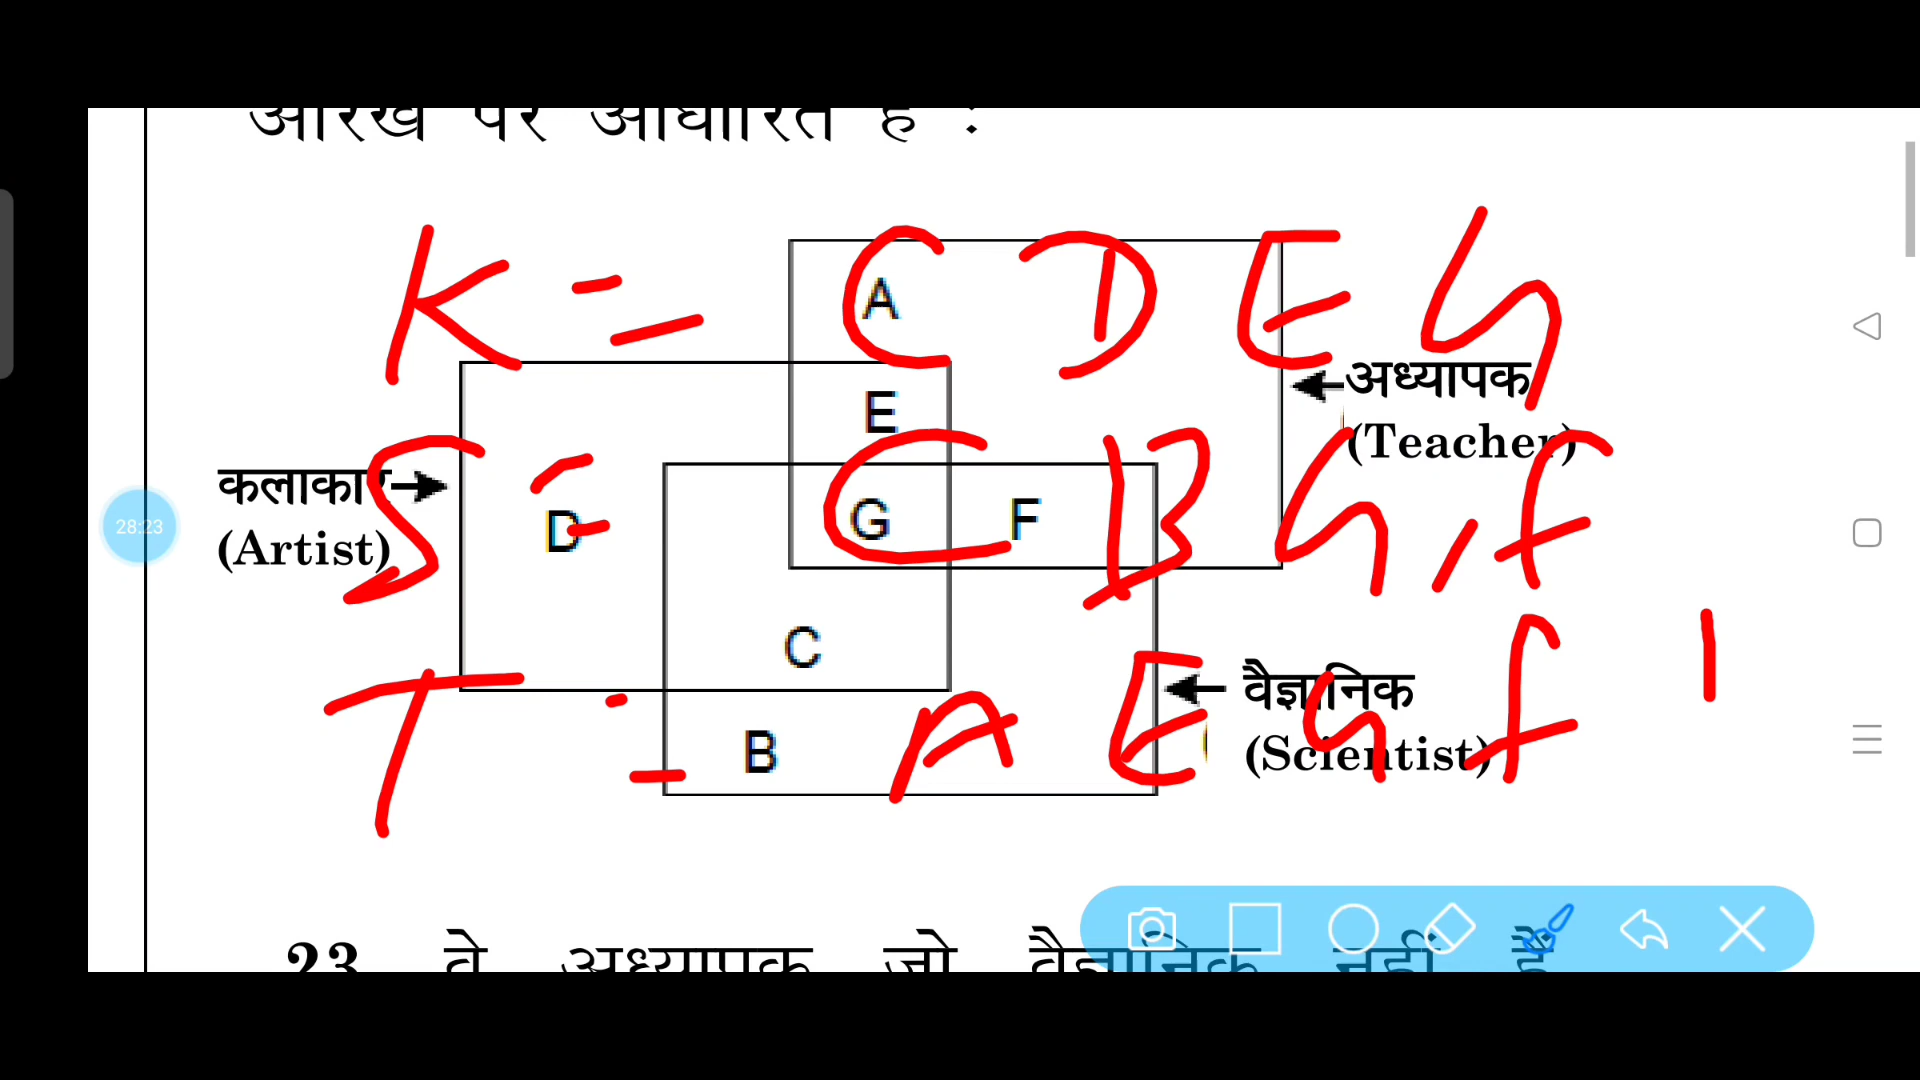 आरेख पर आधारित है :
K = C D E G
A
अध्यापक
(Teacher)
E
कलाकार
(Artist)
S = C B G, F
D G F
28:23
C
वैज्ञानिक
(Scientist)
T = A E G F I
B
23 वे अध्यापक जो वैज्ञानिक नहीं हैं